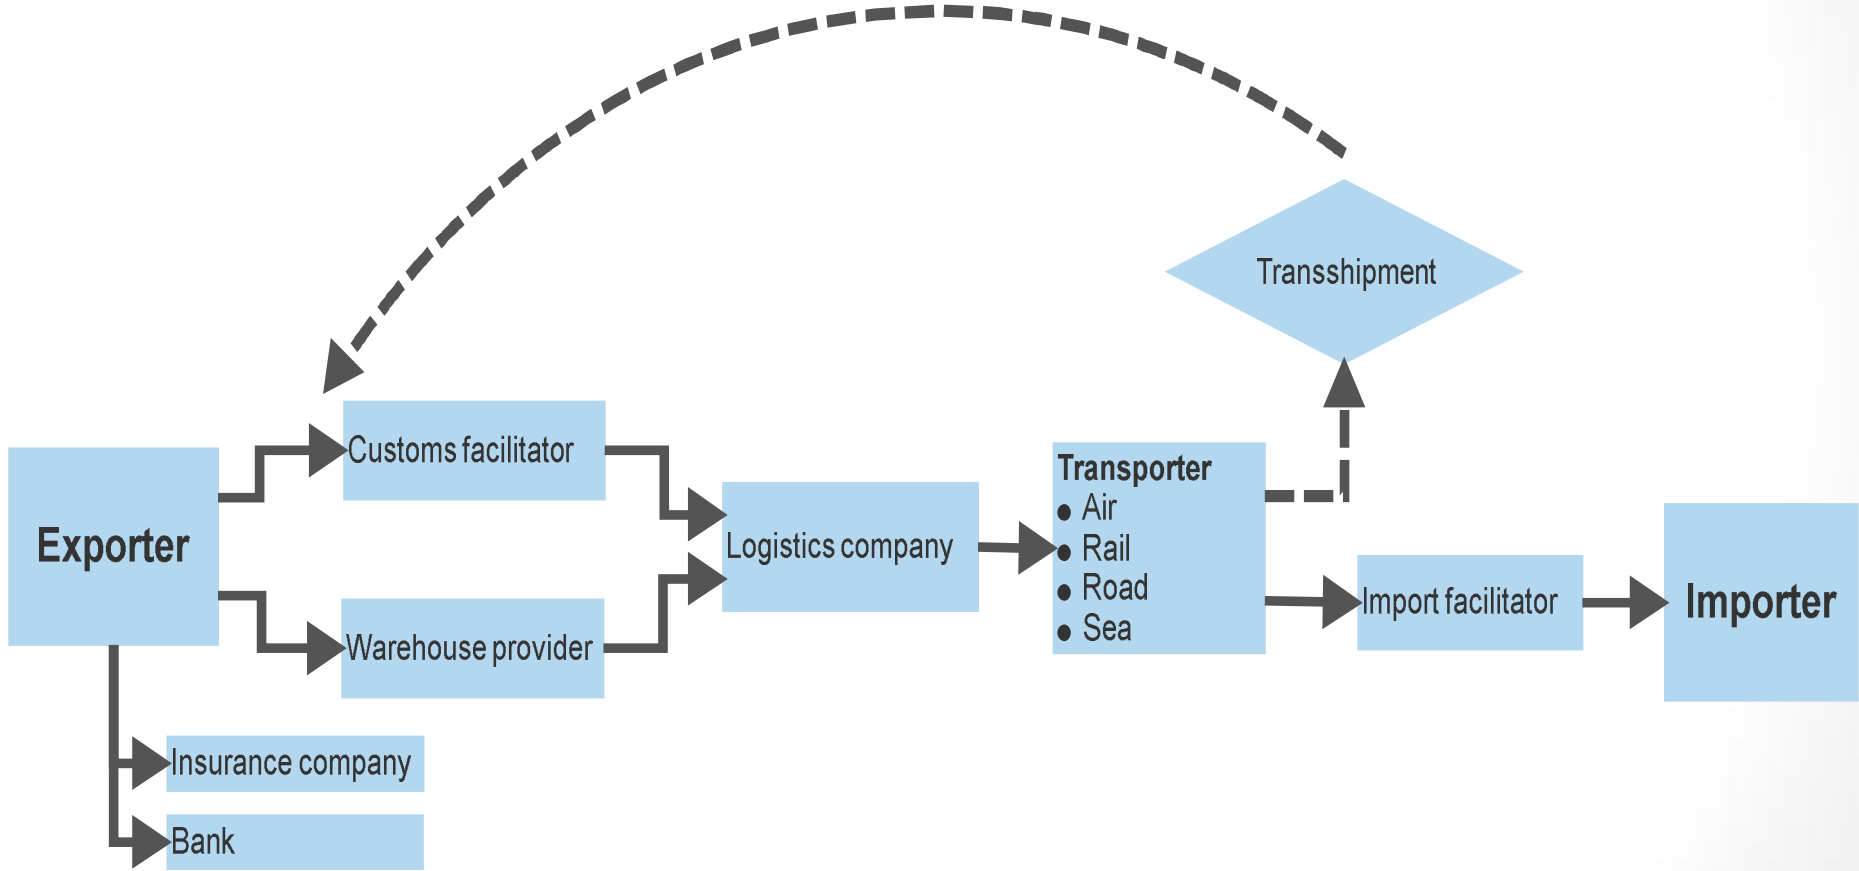 Transshipment
Customs facilitator
Exporter
Warehouse provider
Insurance company
Bank
Logistics company
Transporter
● Air
● Rail
● Road
● Sea
Import facilitator
Importer